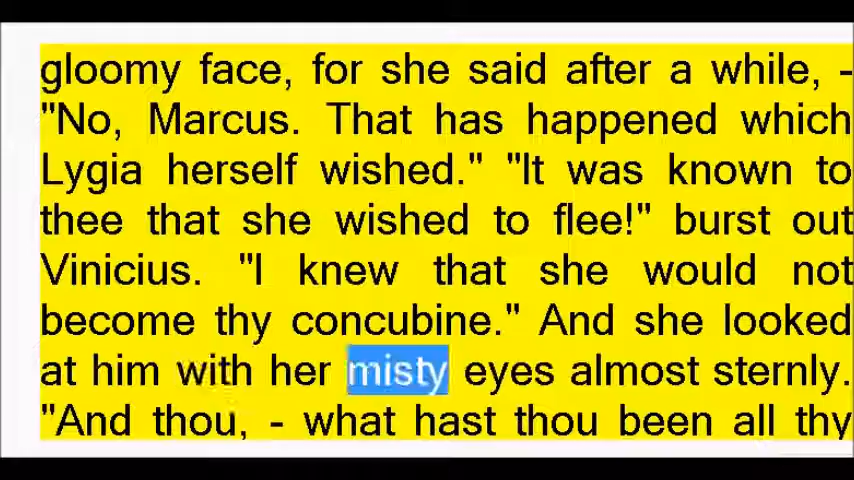 gloomy face, for she said after a while, -
"No, Marcus. That has happened which
Lygia herself wished." "It was known to
thee that she wished to flee!" burst out
Vinicius. "I knew that she would not
become thy concubine." And she looked
at him with her misty eyes almost sternly.
"And thou, - what hast thou been all thy